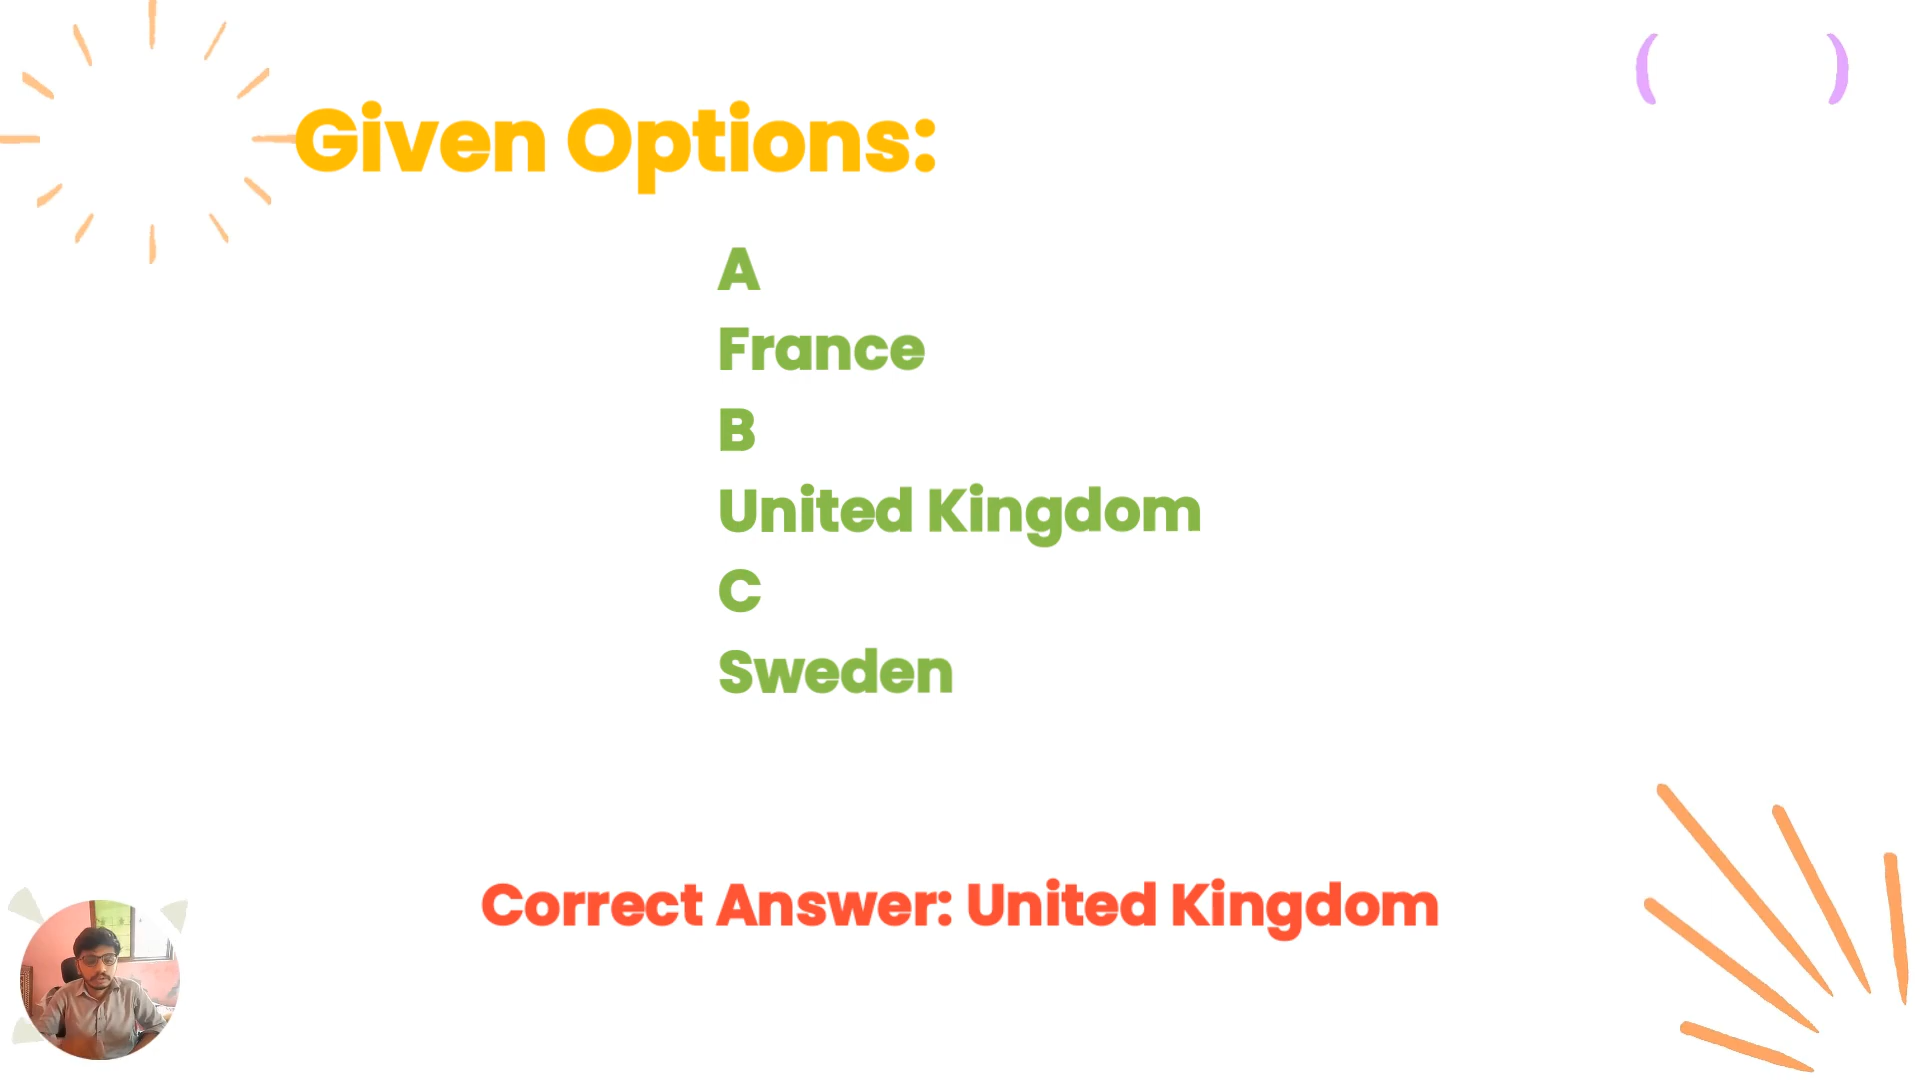 Given Options:
A
France
B
United Kingdom
C
Sweden
Correct Answer: United Kingdom